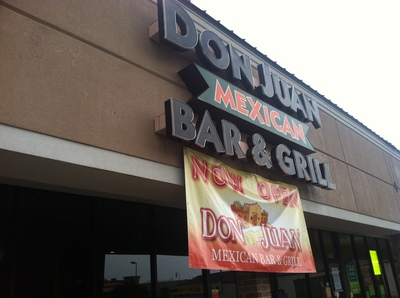 DON JUAN
MEXICAN
BAR & GRILL
NOW OPEN
DON JUAN
MEXICAN BAR & GRILL